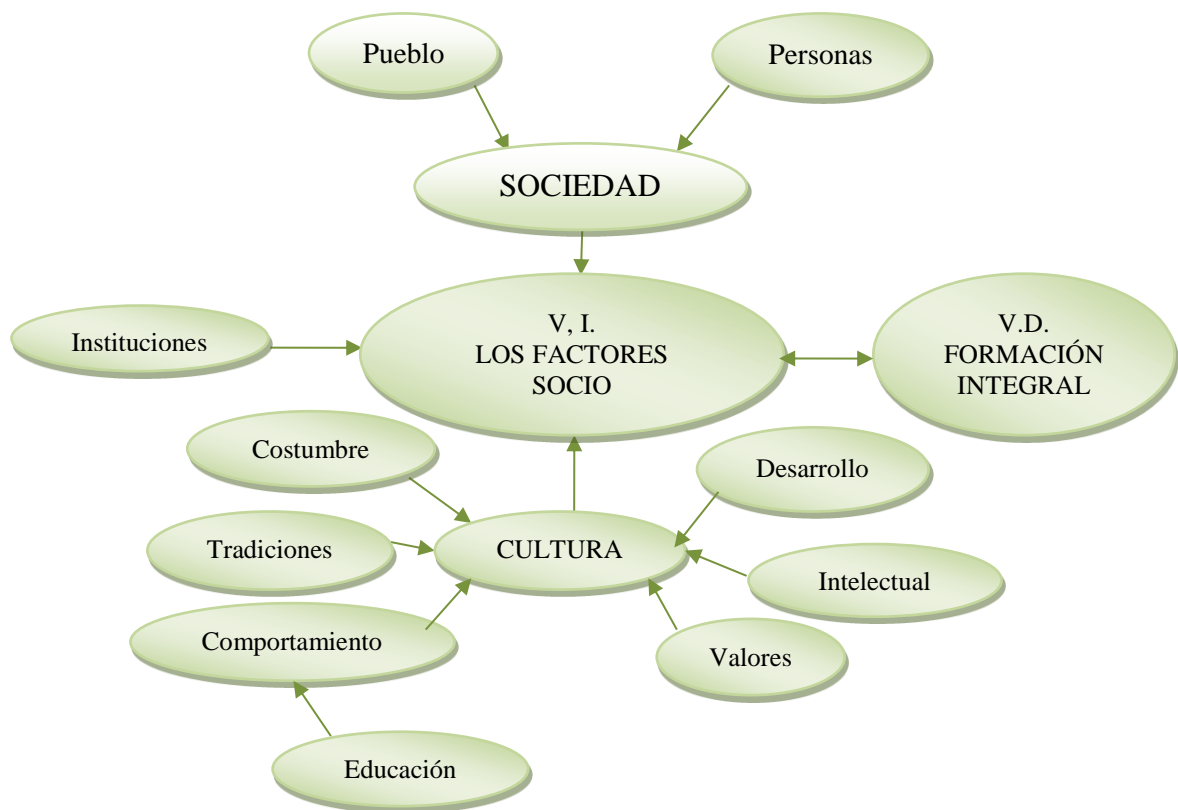 Pueblo
Personas
SOCIEDAD
Instituciones
V, I.
LOS FACTORES
SOCIO
V.D.
FORMACIÓN
INTEGRAL
Costumbre
Desarrollo
Tradiciones
CULTURA
Intelectual
Comportamiento
Valores
Educación